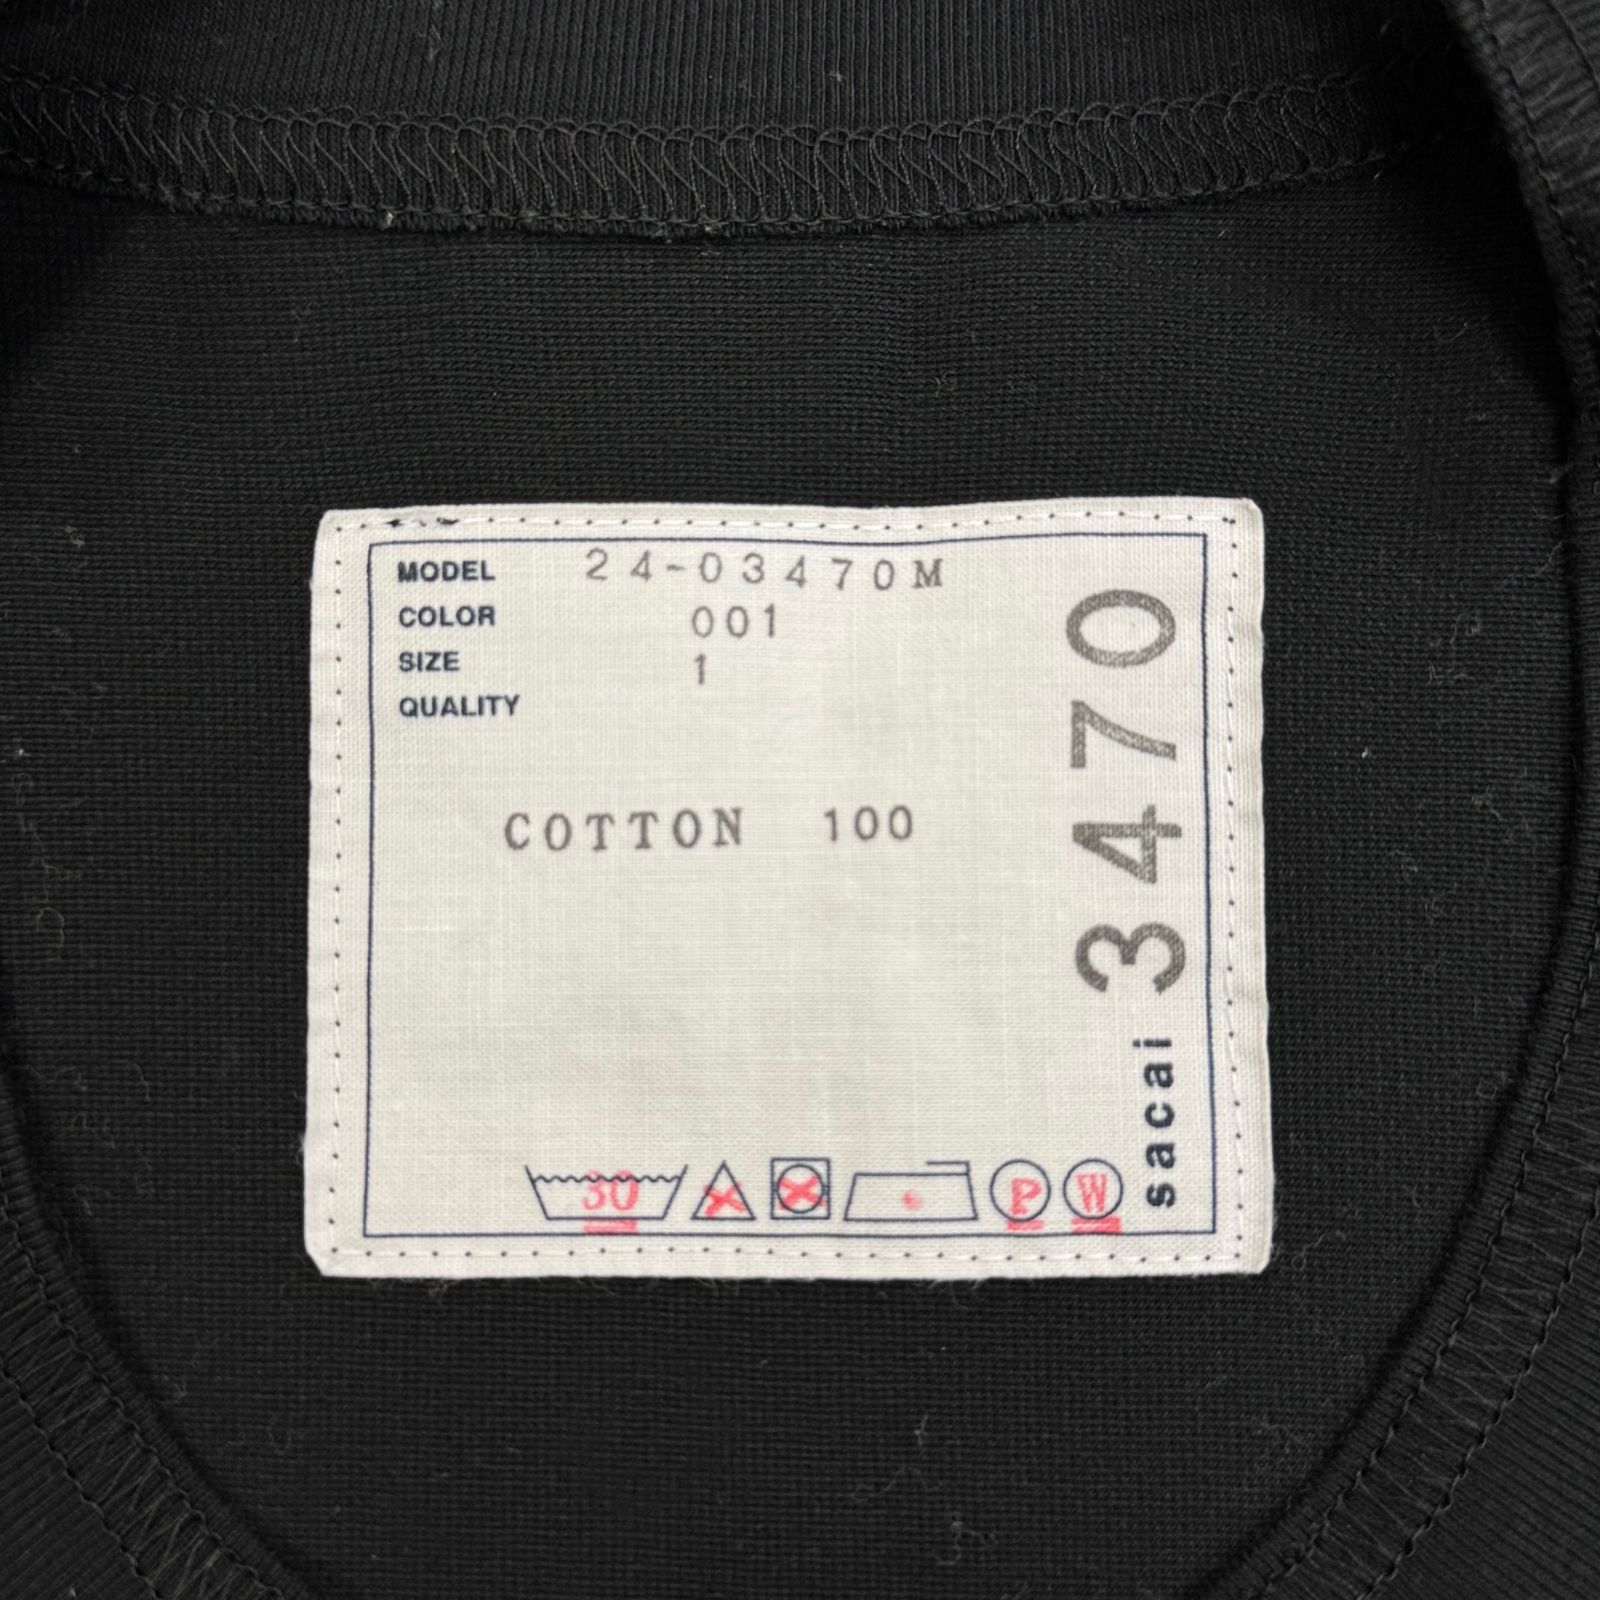 MODEL 24-03470M
COLOR 001
SIZE 1
QUALITY
COTTON 100
30
P
W
sacai 3470